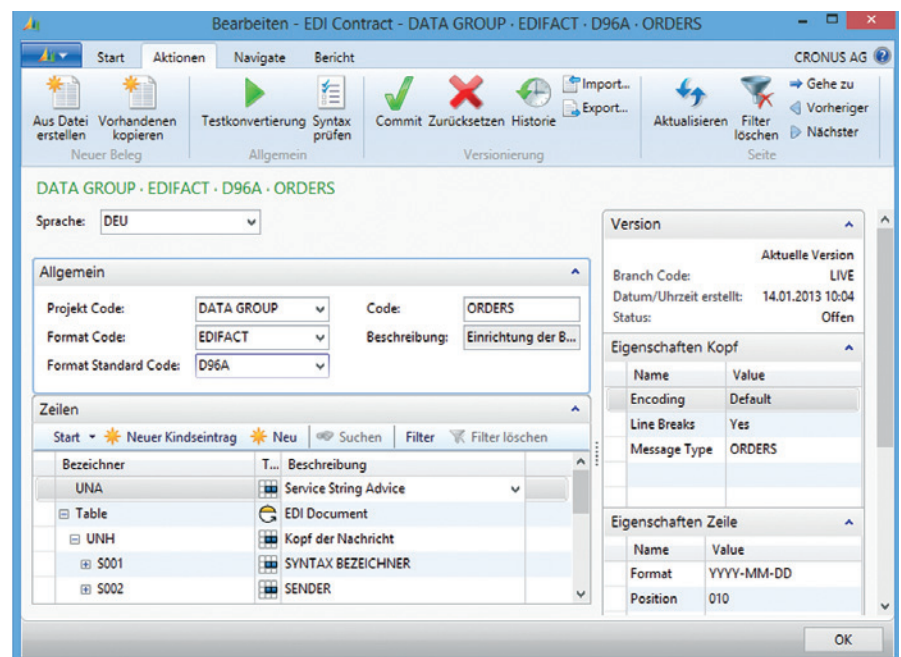 Bearbeiten - EDI Contract - DATA GROUP · EDIFACT · D96A · ORDERS
Start Aktionen Navigate Bericht CRONUS AG
Aus Datei erstellen
Vorhandenen kopieren
Neuer Beleg
Testkonvertierung
Syntax prüfen
Allgemein
Commit Zurücksetzen Historie
Import...
Export...
Versionierung
Aktualisieren
Filter löschen
Gehe zu
Vorheriger
Nächster
Seite
DATA GROUP · EDIFACT · D96A · ORDERS
Sprache: DEU
Allgemein
Projekt Code: DATA GROUP Code: ORDERS
Format Code: EDIFACT Beschreibung: Einrichtung der B...
Format Standard Code: D96A
Zeilen
Start Neuer Kindseintrag Neu Suchen Filter Filter löschen
Bezeichner T... Beschreibung
UNA Service String Advice
Table EDI Document
UNH Kopf der Nachricht
S001 SYNTAX BEZEICHNER
S002 SENDER
Version
Aktuelle Version
Branch Code: LIVE
Datum/Uhrzeit erstellt: 14.01.2013 10:04
Status: Offen
Eigenschaften Kopf
Name Value
Encoding Default
Line Breaks Yes
Message Type ORDERS
Eigenschaften Zeile
Name Value
Format YYYY-MM-DD
Position 010
OK